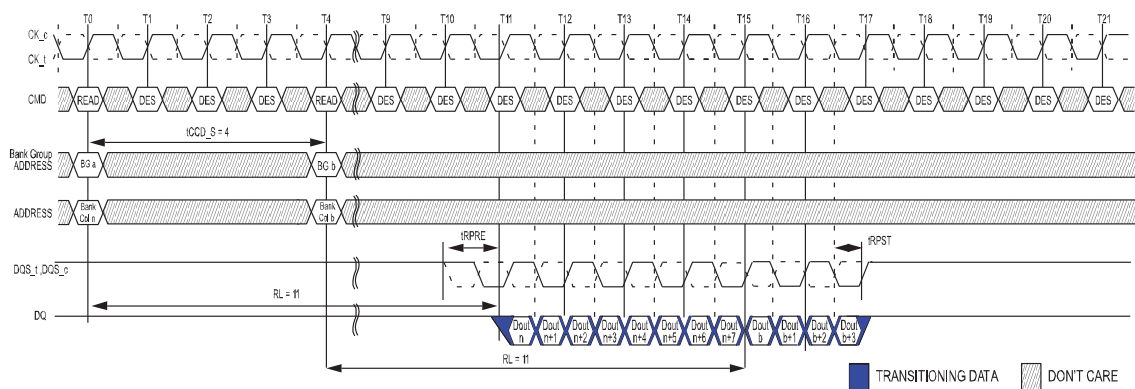 T0 T1 T2 T3 T4 T9 T10 T11 T12 T13 T14 T15 T16 T17 T18 T19 T20 T21
CK_c
CK_t
CMD READ DES DES DES READ DES DES DES DES DES DES DES DES DES DES DES DES DES
tCCD_S = 4
Bank Group
ADDRESS BG a BG b
ADDRESS Bank Col n Bank Col b
tRPRE tRPST
DQS_t,DQS_c
RL = 11
DQ Dout n Dout n+1 Dout n+2 Dout n+3 Dout n+4 Dout n+5 Dout n+6 Dout n+7 Dout b Dout b+1 Dout b+2 Dout b+3
RL = 11
TRANSITIONING DATA DON'T CARE